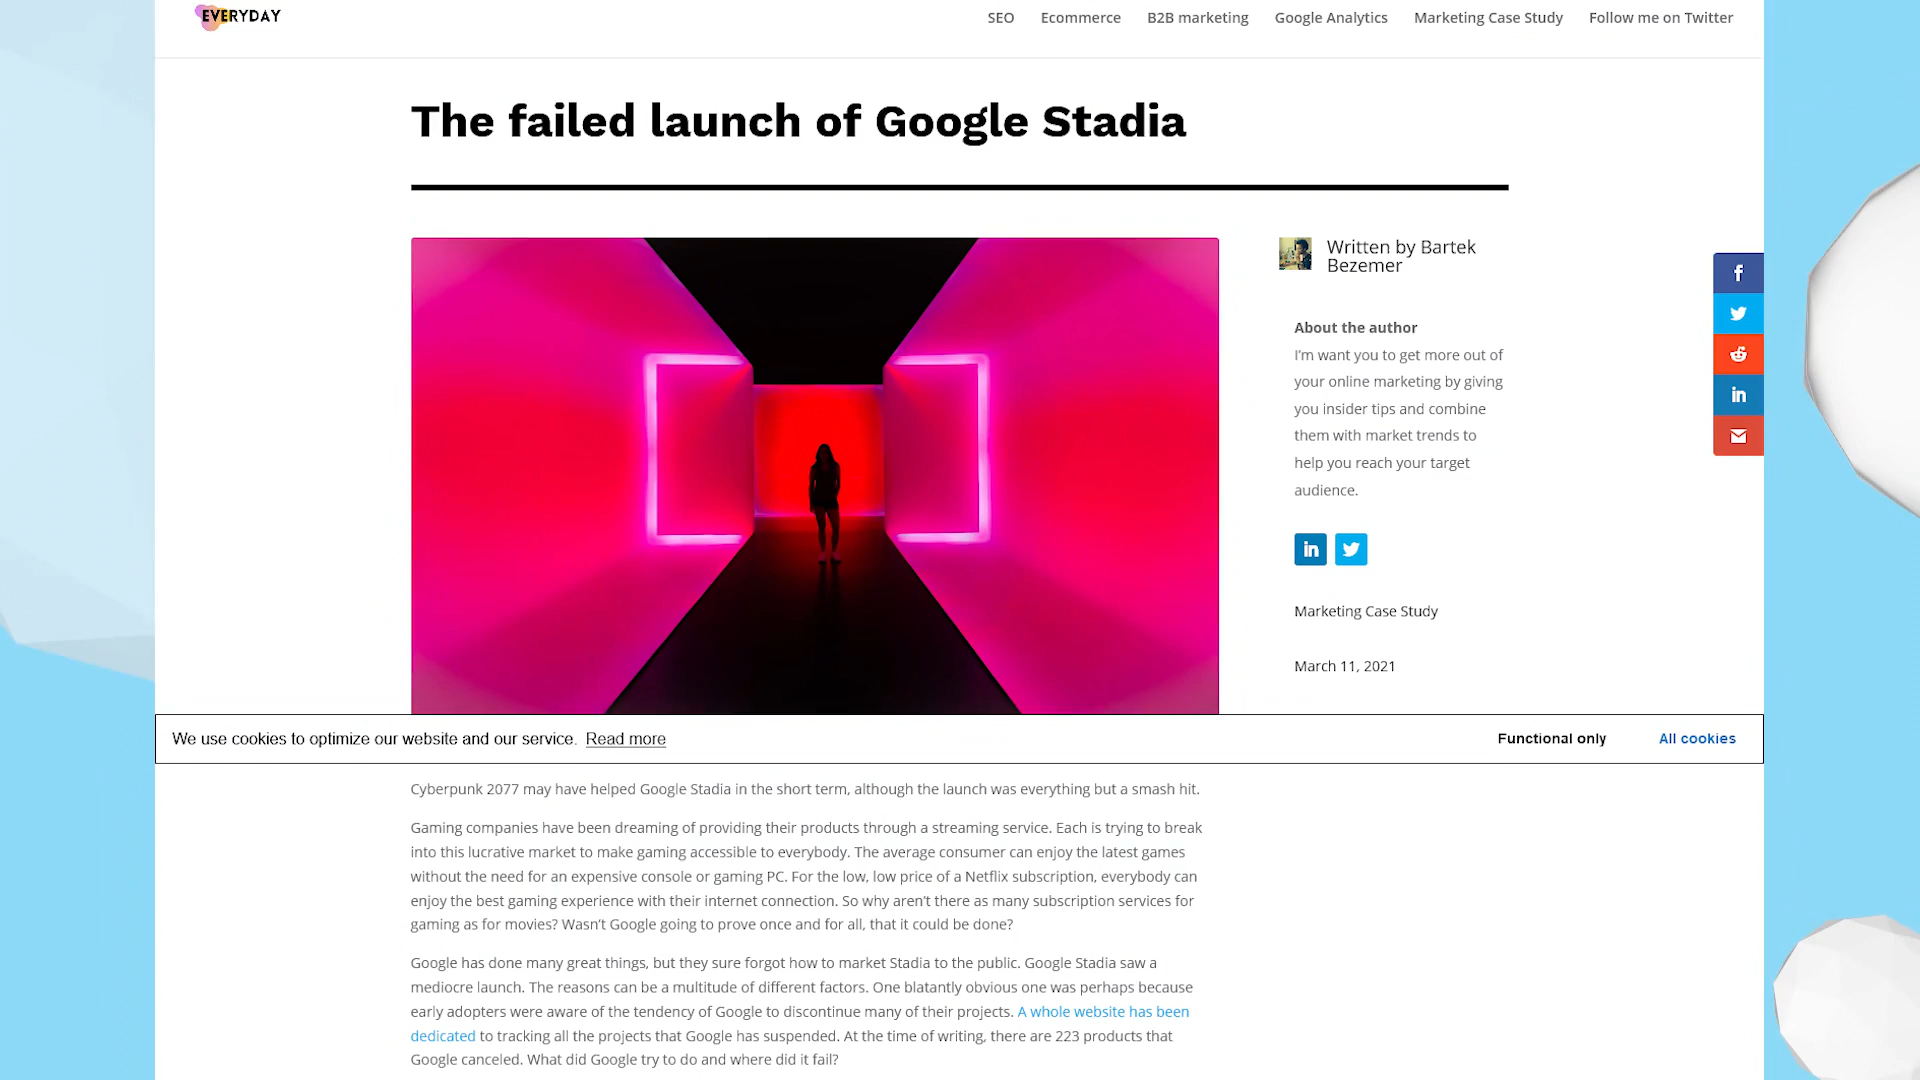 EVERYDAY
SEO Ecommerce B2B marketing Google Analytics Marketing Case Study Follow me on Twitter
The failed launch of Google Stadia
Written by Bartek
Bezemer
About the author
I'm want you to get more out of
your online marketing by giving
you insider tips and combine
them with market trends to
help you reach your target
audience.
Marketing Case Study
March 11, 2021
We use cookies to optimize our website and our service. Read more Functional only All cookies
Cyberpunk 2077 may have helped Google Stadia in the short term, although the launch was everything but a smash hit.
Gaming companies have been dreaming of providing their products through a streaming service. Each is trying to break
into this lucrative market to make gaming accessible to everybody. The average consumer can enjoy the latest games
without the need for an expensive console or gaming PC. For the low, low price of a Netflix subscription, everybody can
enjoy the best gaming experience with their internet connection. So why aren't there as many subscription services for
gaming as for movies? Wasn't Google going to prove once and for all, that it could be done?
Google has done many great things, but they sure forgot how to market Stadia to the public. Google Stadia saw a
mediocre launch. The reasons can be a multitude of different factors. One blatantly obvious one was perhaps because
early adopters were aware of the tendency of Google to discontinue many of their projects. A whole website has been
dedicated to tracking all the projects that Google has suspended. At the time of writing, there are 223 products that
Google canceled. What did Google try to do and where did it fail?